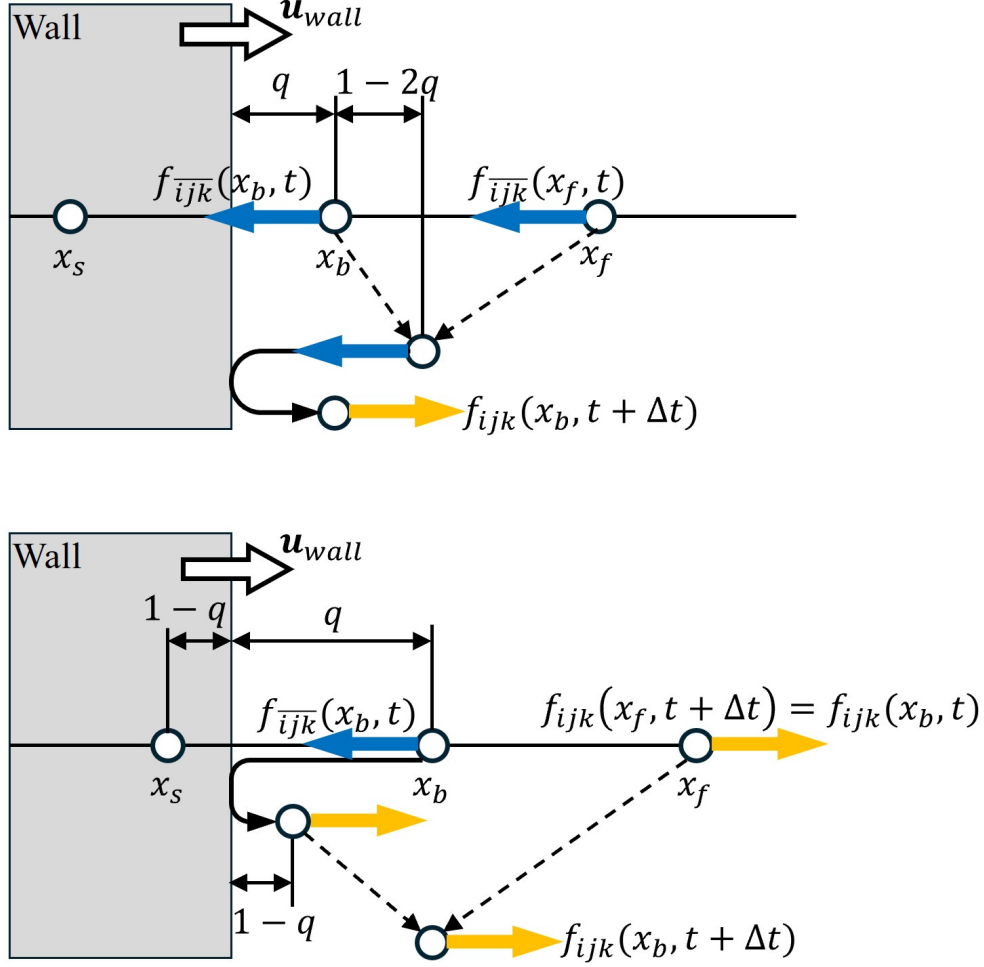 Wall
u_wall
q
1 − 2q
f_{\overline{ijk}}(x_b, t)
f_{\overline{ijk}}(x_f, t)
x_s
x_b
x_f
f_{ijk}(x_b, t + Δt)
Wall
u_wall
1 − q
q
f_{\overline{ijk}}(x_b, t)
f_{ijk}(x_f, t + Δt) = f_{ijk}(x_b, t)
x_s
x_b
x_f
1 − q
f_{ijk}(x_b, t + Δt)